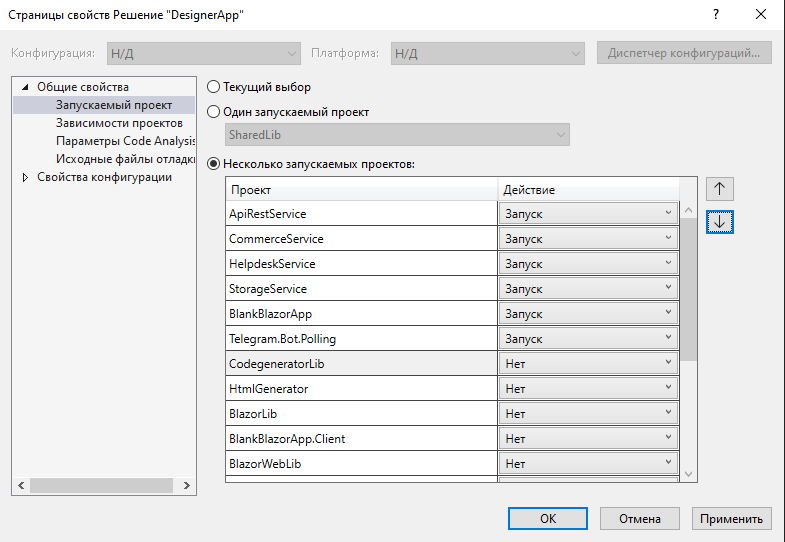 Страницы свойств Решение "DesignerApp"
Конфигурация: Н/Д Платформа: Н/Д Диспетчер конфигураций...
Общие свойства
Запускаемый проект
Зависимости проектов
Параметры Code Analysis
Исходные файлы отладки
Свойства конфигурации
Текущий выбор
Один запускаемый проект
SharedLib
Несколько запускаемых проектов:
Проект Действие
ApiRestService Запуск
CommerceService Запуск
HelpdeskService Запуск
StorageService Запуск
BlankBlazorApp Запуск
Telegram.Bot.Polling Запуск
CodegeneratorLib Нет
HtmlGenerator Нет
BlazorLib Нет
BlankBlazorApp.Client Нет
BlazorWebLib Нет
ОК Отмена Применить